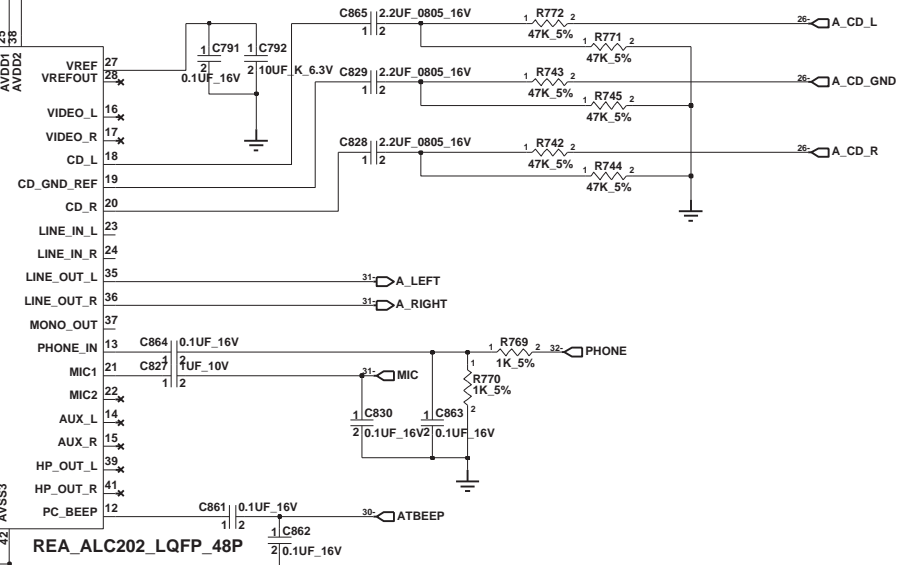 25
38
AVDD1
AVDD2
VREF 27
VREFOUT 28
VIDEO_L 16
VIDEO_R 17
CD_L 18
CD_GND_REF 19
CD_R 20
LINE_IN_L 23
LINE_IN_R 24
LINE_OUT_L 35
LINE_OUT_R 36
MONO_OUT 37
PHONE_IN 13
MIC1 21
MIC2 22
AUX_L 14
AUX_R 15
HP_OUT_L 39
HP_OUT_R 41
PC_BEEP 12
AVSS3
42
REA_ALC202_LQFP_48P
1 C791
2
0.1UF_16V
1 C792
2 10UF_K_6.3V
C865 2.2UF_0805_16V
1 2
1 R772 2
47K_5%
26- A_CD_L
1 R771 2
47K_5%
C829 2.2UF_0805_16V
1 2
1 R743 2
47K_5%
26- A_CD_GND
1 R745 2
47K_5%
C828 2.2UF_0805_16V
1 2
1 R742 2
47K_5%
26- A_CD_R
1 R744 2
47K_5%
31- A_LEFT
31- A_RIGHT
C864 0.1UF_16V
1 2
C827 1UF_10V
1 2
1 R769 2
1K_5%
32- PHONE
31- MIC
1
R770
1K_5%
2
1 C830
2 0.1UF_16V
1 C863
2 0.1UF_16V
C861 0.1UF_16V
1 2
30- ATBEEP
1 C862
2 0.1UF_16V